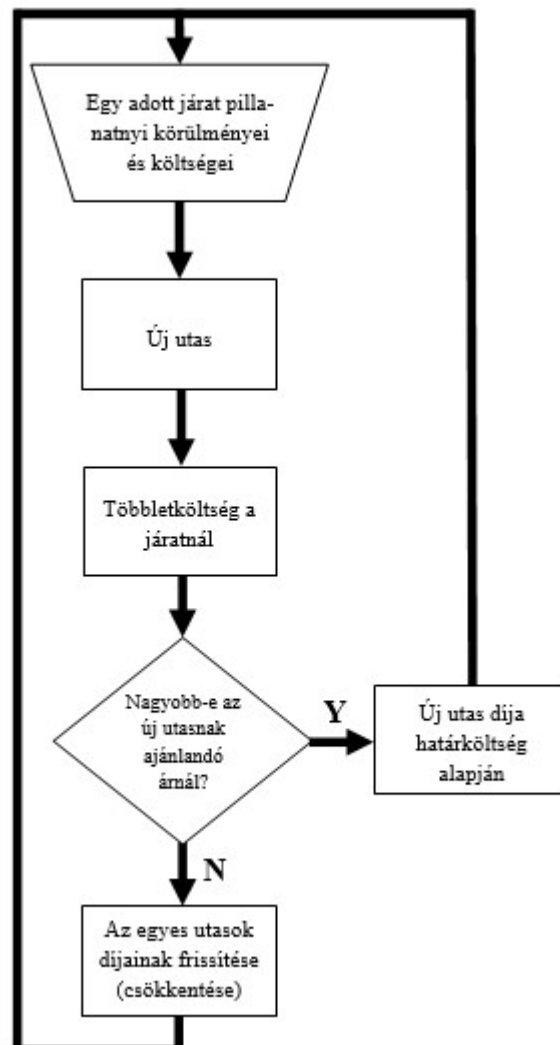 Egy adott járat pilla-
natnyi körülményei
és költségei
Új utas
Többletköltség a
járatnál
Nagyobb-e az
új utasnak
ajánlandó
árnál?
Y
Új utas díja
határköltség
alapján
N
Az egyes utasok
díjainak frissítése
(csökkentése)